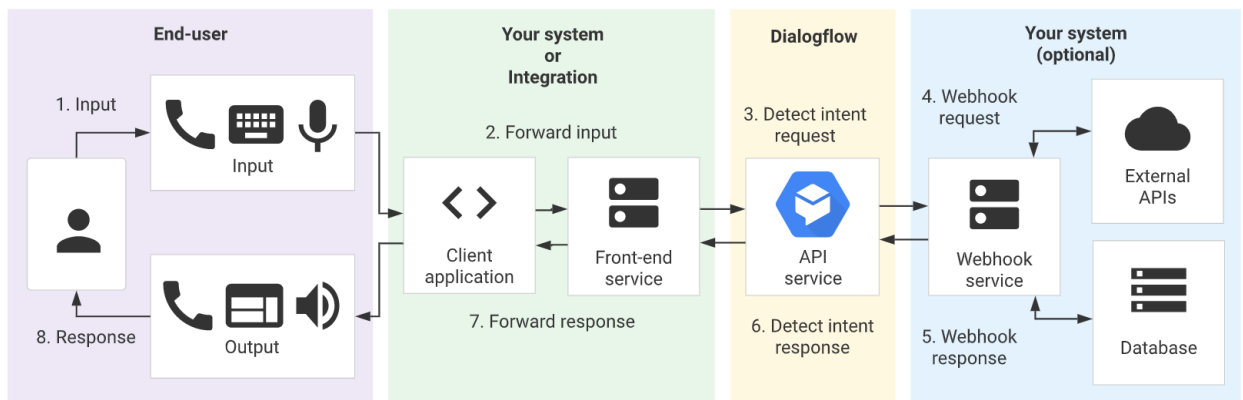 End-user
1. Input
Input
Output
8. Response
Your system
or
Integration
2. Forward input
Client
application
Front-end
service
7. Forward response
Dialogflow
3. Detect intent
request
API
service
6. Detect intent
response
Your system
(optional)
4. Webhook
request
External
APIs
Webhook
service
5. Webhook
response
Database